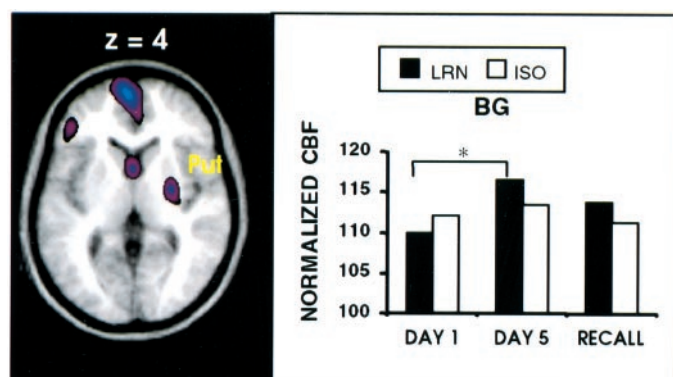 z = 4
Put
LRN ISO
BG
NORMALIZED CBF
120
115
110
105
100
*
DAY 1 DAY 5 RECALL